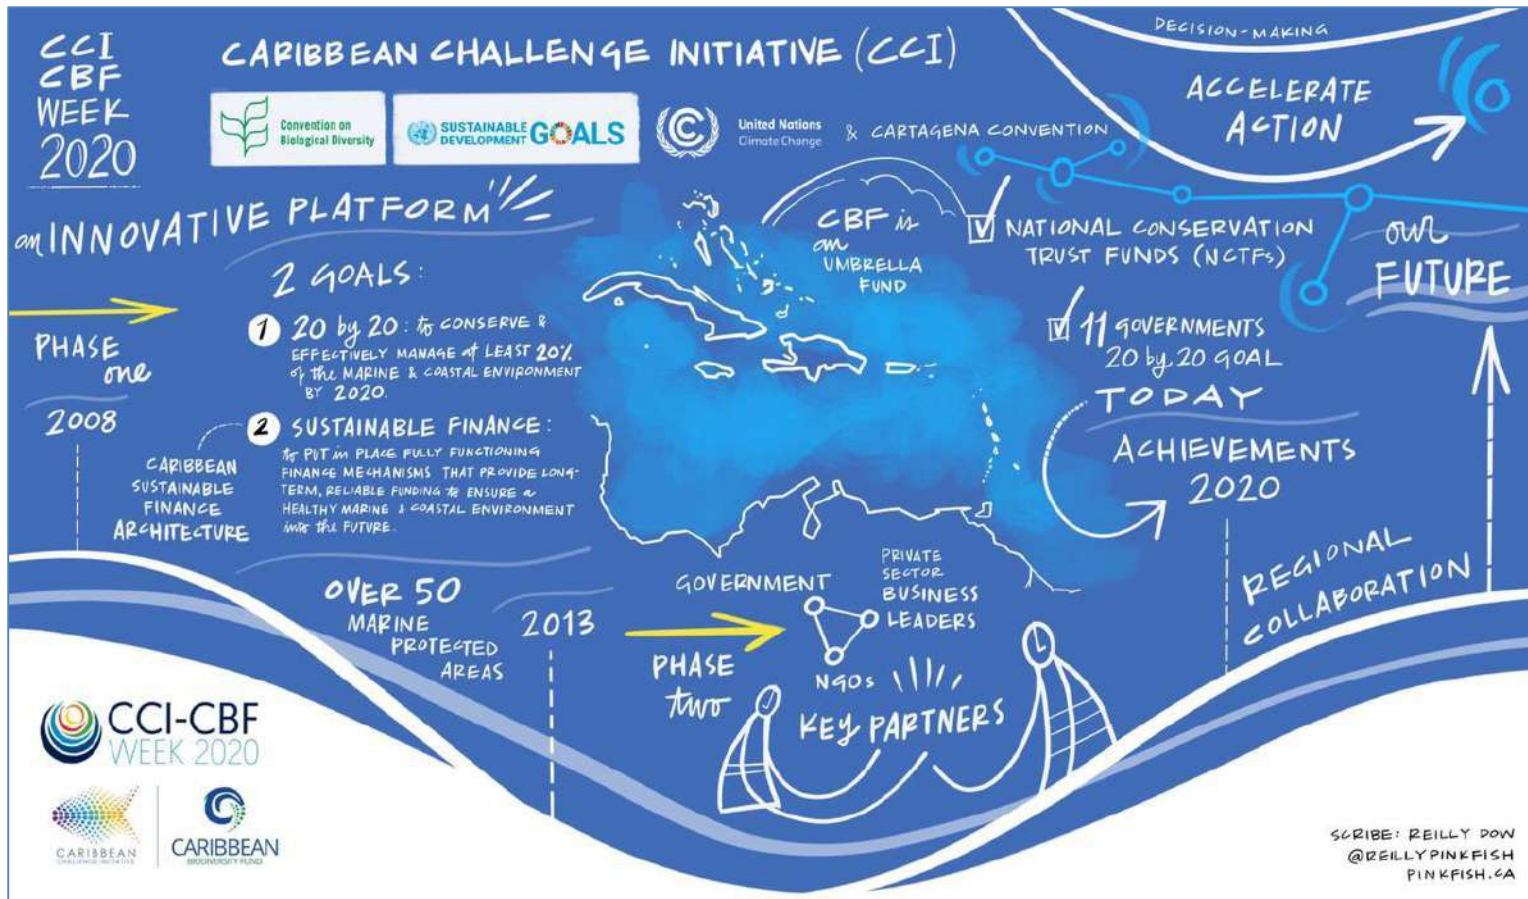 CCI
CBF
WEEK
2020
CARIBBEAN CHALLENGE INITIATIVE (CCI)
Convention on
Biological Diversity
SUSTAINABLE
DEVELOPMENT GOALS
United Nations
Climate Change
& CARTAGENA CONVENTION
DECISION-MAKING
ACCELERATE
ACTION
an INNOVATIVE PLATFORM
2 GOALS:
1 20 by 20: to CONSERVE &
EFFECTIVELY MANAGE at LEAST 20%
of the MARINE & COASTAL ENVIRONMENT
BY 2020.
2 SUSTAINABLE FINANCE:
to PUT in PLACE FULLY FUNCTIONING
FINANCE MECHANISMS THAT PROVIDE LONG-
TERM, RELIABLE FUNDING to ENSURE a
HEALTHY MARINE & COASTAL ENVIRONMENT
into the FUTURE.
PHASE
one
2008
CARIBBEAN
SUSTAINABLE
FINANCE
ARCHITECTURE
CBF is
an
UMBRELLA
FUND
NATIONAL CONSERVATION
TRUST FUNDS (NCTFs)
11 GOVERNMENTS
20 by 20 GOAL
TODAY
ACHIEVEMENTS
2020
our
FUTURE
REGIONAL
COLLABORATION
OVER 50
MARINE
PROTECTED
AREAS
2013
PHASE
two
GOVERNMENT
PRIVATE
SECTOR
BUSINESS
LEADERS
NGOs
KEY PARTNERS
CCI-CBF
WEEK 2020
CARIBBEAN
CHALLENGE INITIATIVE
CARIBBEAN
BIODIVERSITY FUND
SCRIBE: REILLY DOW
@REILLYPINKFISH
PINKFISH.CA